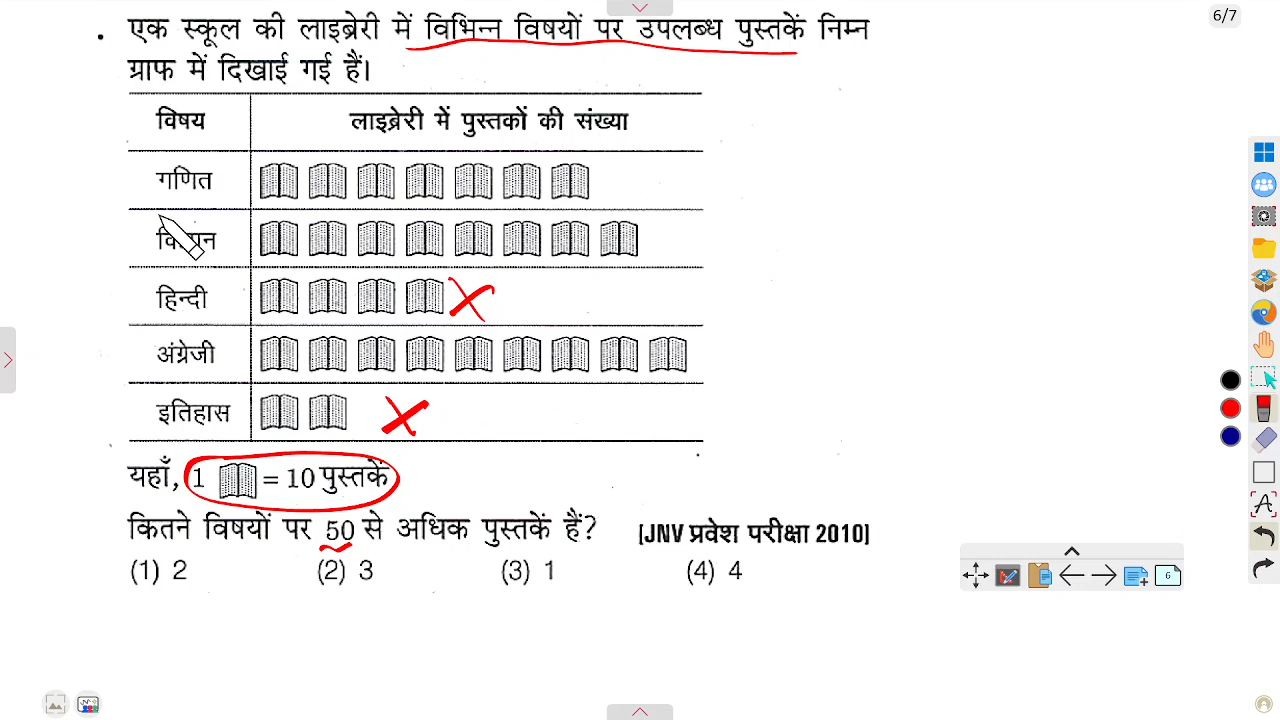 6/7
. एक स्कूल की लाइब्रेरी में विभिन्न विषयों पर उपलब्ध पुस्तकें निम्न
ग्राफ में दिखाई गई हैं।
विषय लाइब्रेरी में पुस्तकों की संख्या
गणित
हिन्दी
अंग्रेजी
इतिहास
यहाँ, 1 = 10 पुस्तकें
कितने विषयों पर 50 से अधिक पुस्तकें हैं? [JNV प्रवेश परीक्षा 2010]
(1) 2 (2) 3 (3) 1 (4) 4
6